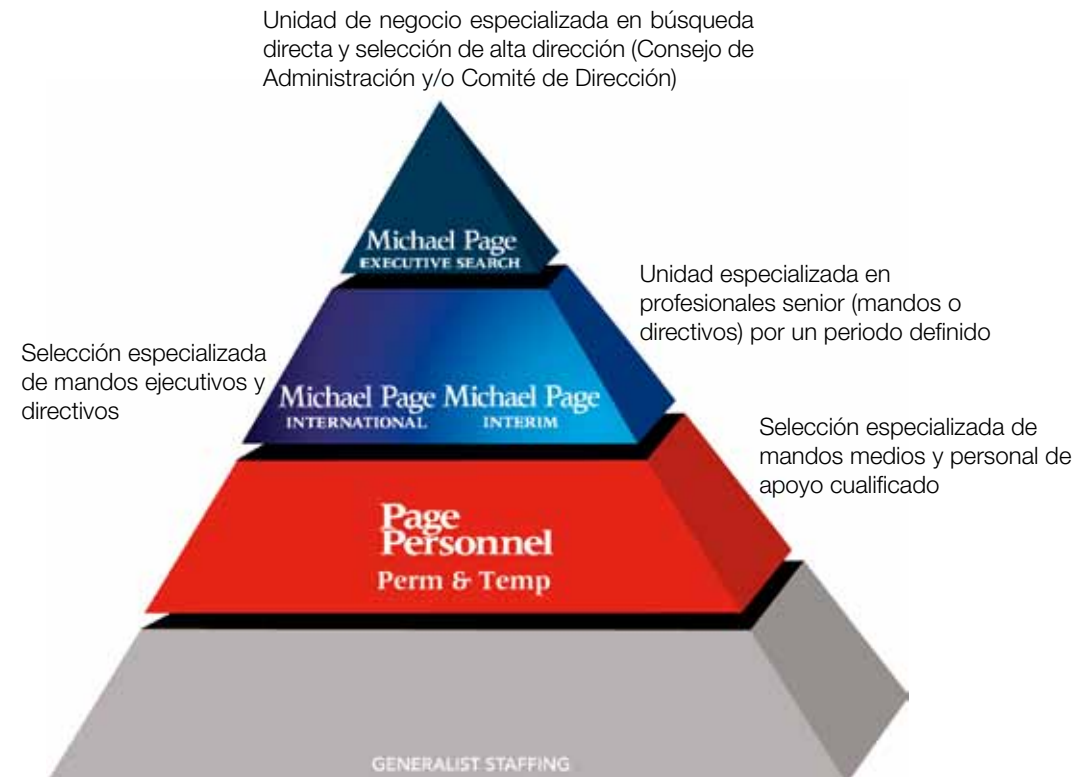 Unidad de negocio especializada en búsqueda
directa y selección de alta dirección (Consejo de
Administración y/o Comité de Dirección)
Michael Page
EXECUTIVE SEARCH
Unidad especializada en
profesionales senior (mandos o
directivos) por un periodo definido
Selección especializada
de mandos ejecutivos y
directivos
Michael Page
INTERNATIONAL
Michael Page
INTERIM
Selección especializada de
mandos medios y personal de
apoyo cualificado
Page
Personnel
Perm & Temp
GENERALIST STAFFING